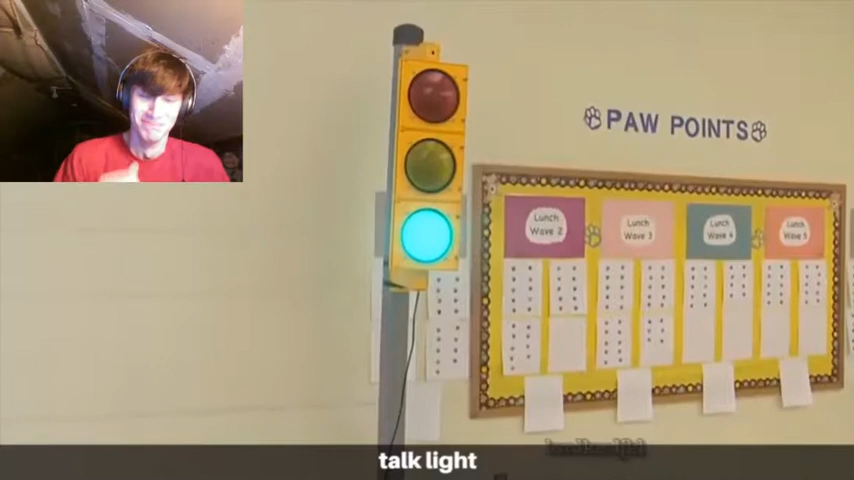 PAW POINTS
Lunch
Wave 2
Lunch
Wave 3
Lunch
Wave 4
Lunch
Wave 5
talk light